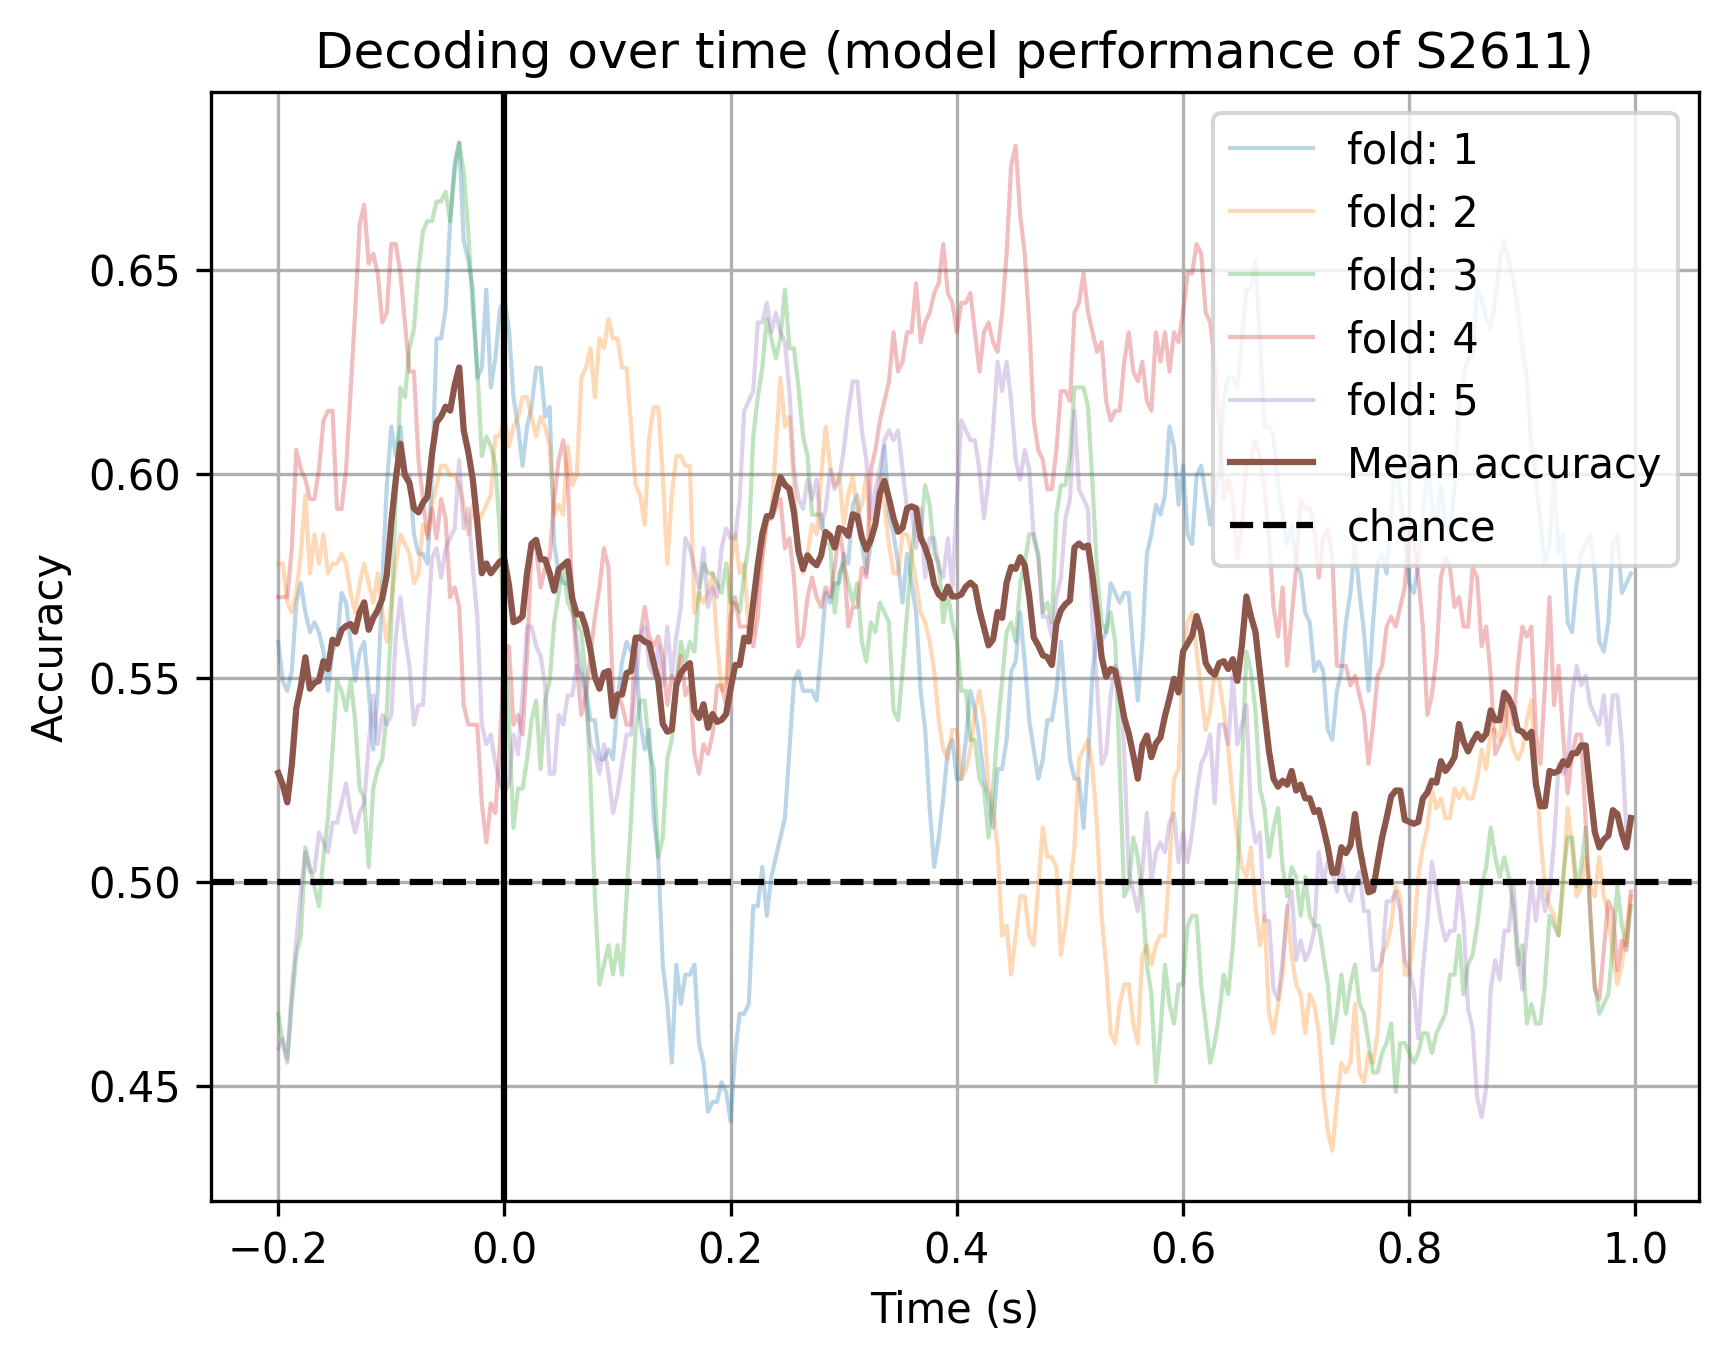 Decoding over time (model performance of S2611)
fold: 1
fold: 2
fold: 3
fold: 4
fold: 5
Mean accuracy
chance
Accuracy
0.65
0.60
0.55
0.50
0.45
−0.2 0.0 0.2 0.4 0.6 0.8 1.0
Time (s)